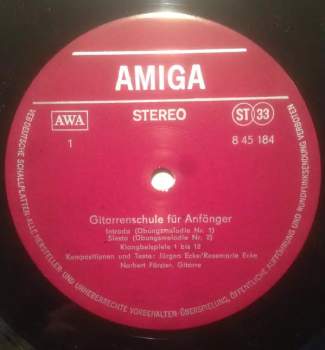 AMIGA
AWA
STEREO
ST 33
1
8 45 184
Gitarrenschule für Anfänger
Intrada (Übungsmelodie Nr. 1)
Siesta (Übungsmelodie Nr. 2)
Klangbeispiele 1 bis 18
Kompositionen und Texte: Jürgen Ecke/Rosemarie Ecke
Norbert Förster, Gitarre
VEB DEUTSCHE SCHALLPLATTEN·ALLE HERSTELLER- UND URHEBERRECHTE VORBEHALTEN·ÜBERSPIELUNG, ÖFFENTLICHE AUFFÜHRUNG UND RUNDFUNKSENDUNG VERBOTEN